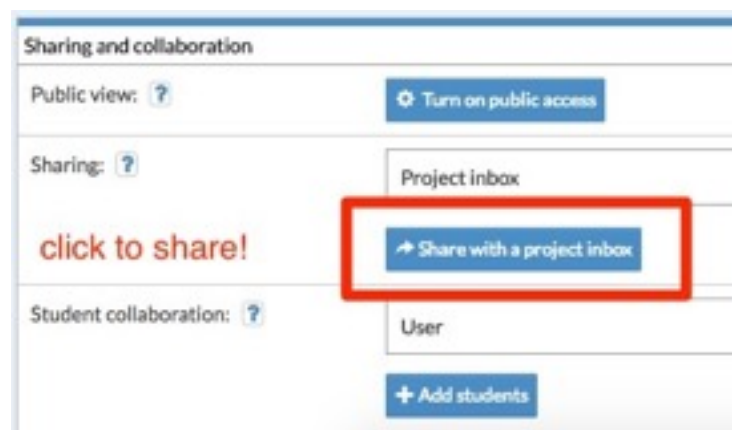 Sharing and collaboration
Public view: ?
Turn on public access
Sharing: ?
Project inbox
click to share!
Share with a project inbox
Student collaboration: ?
User
+ Add students